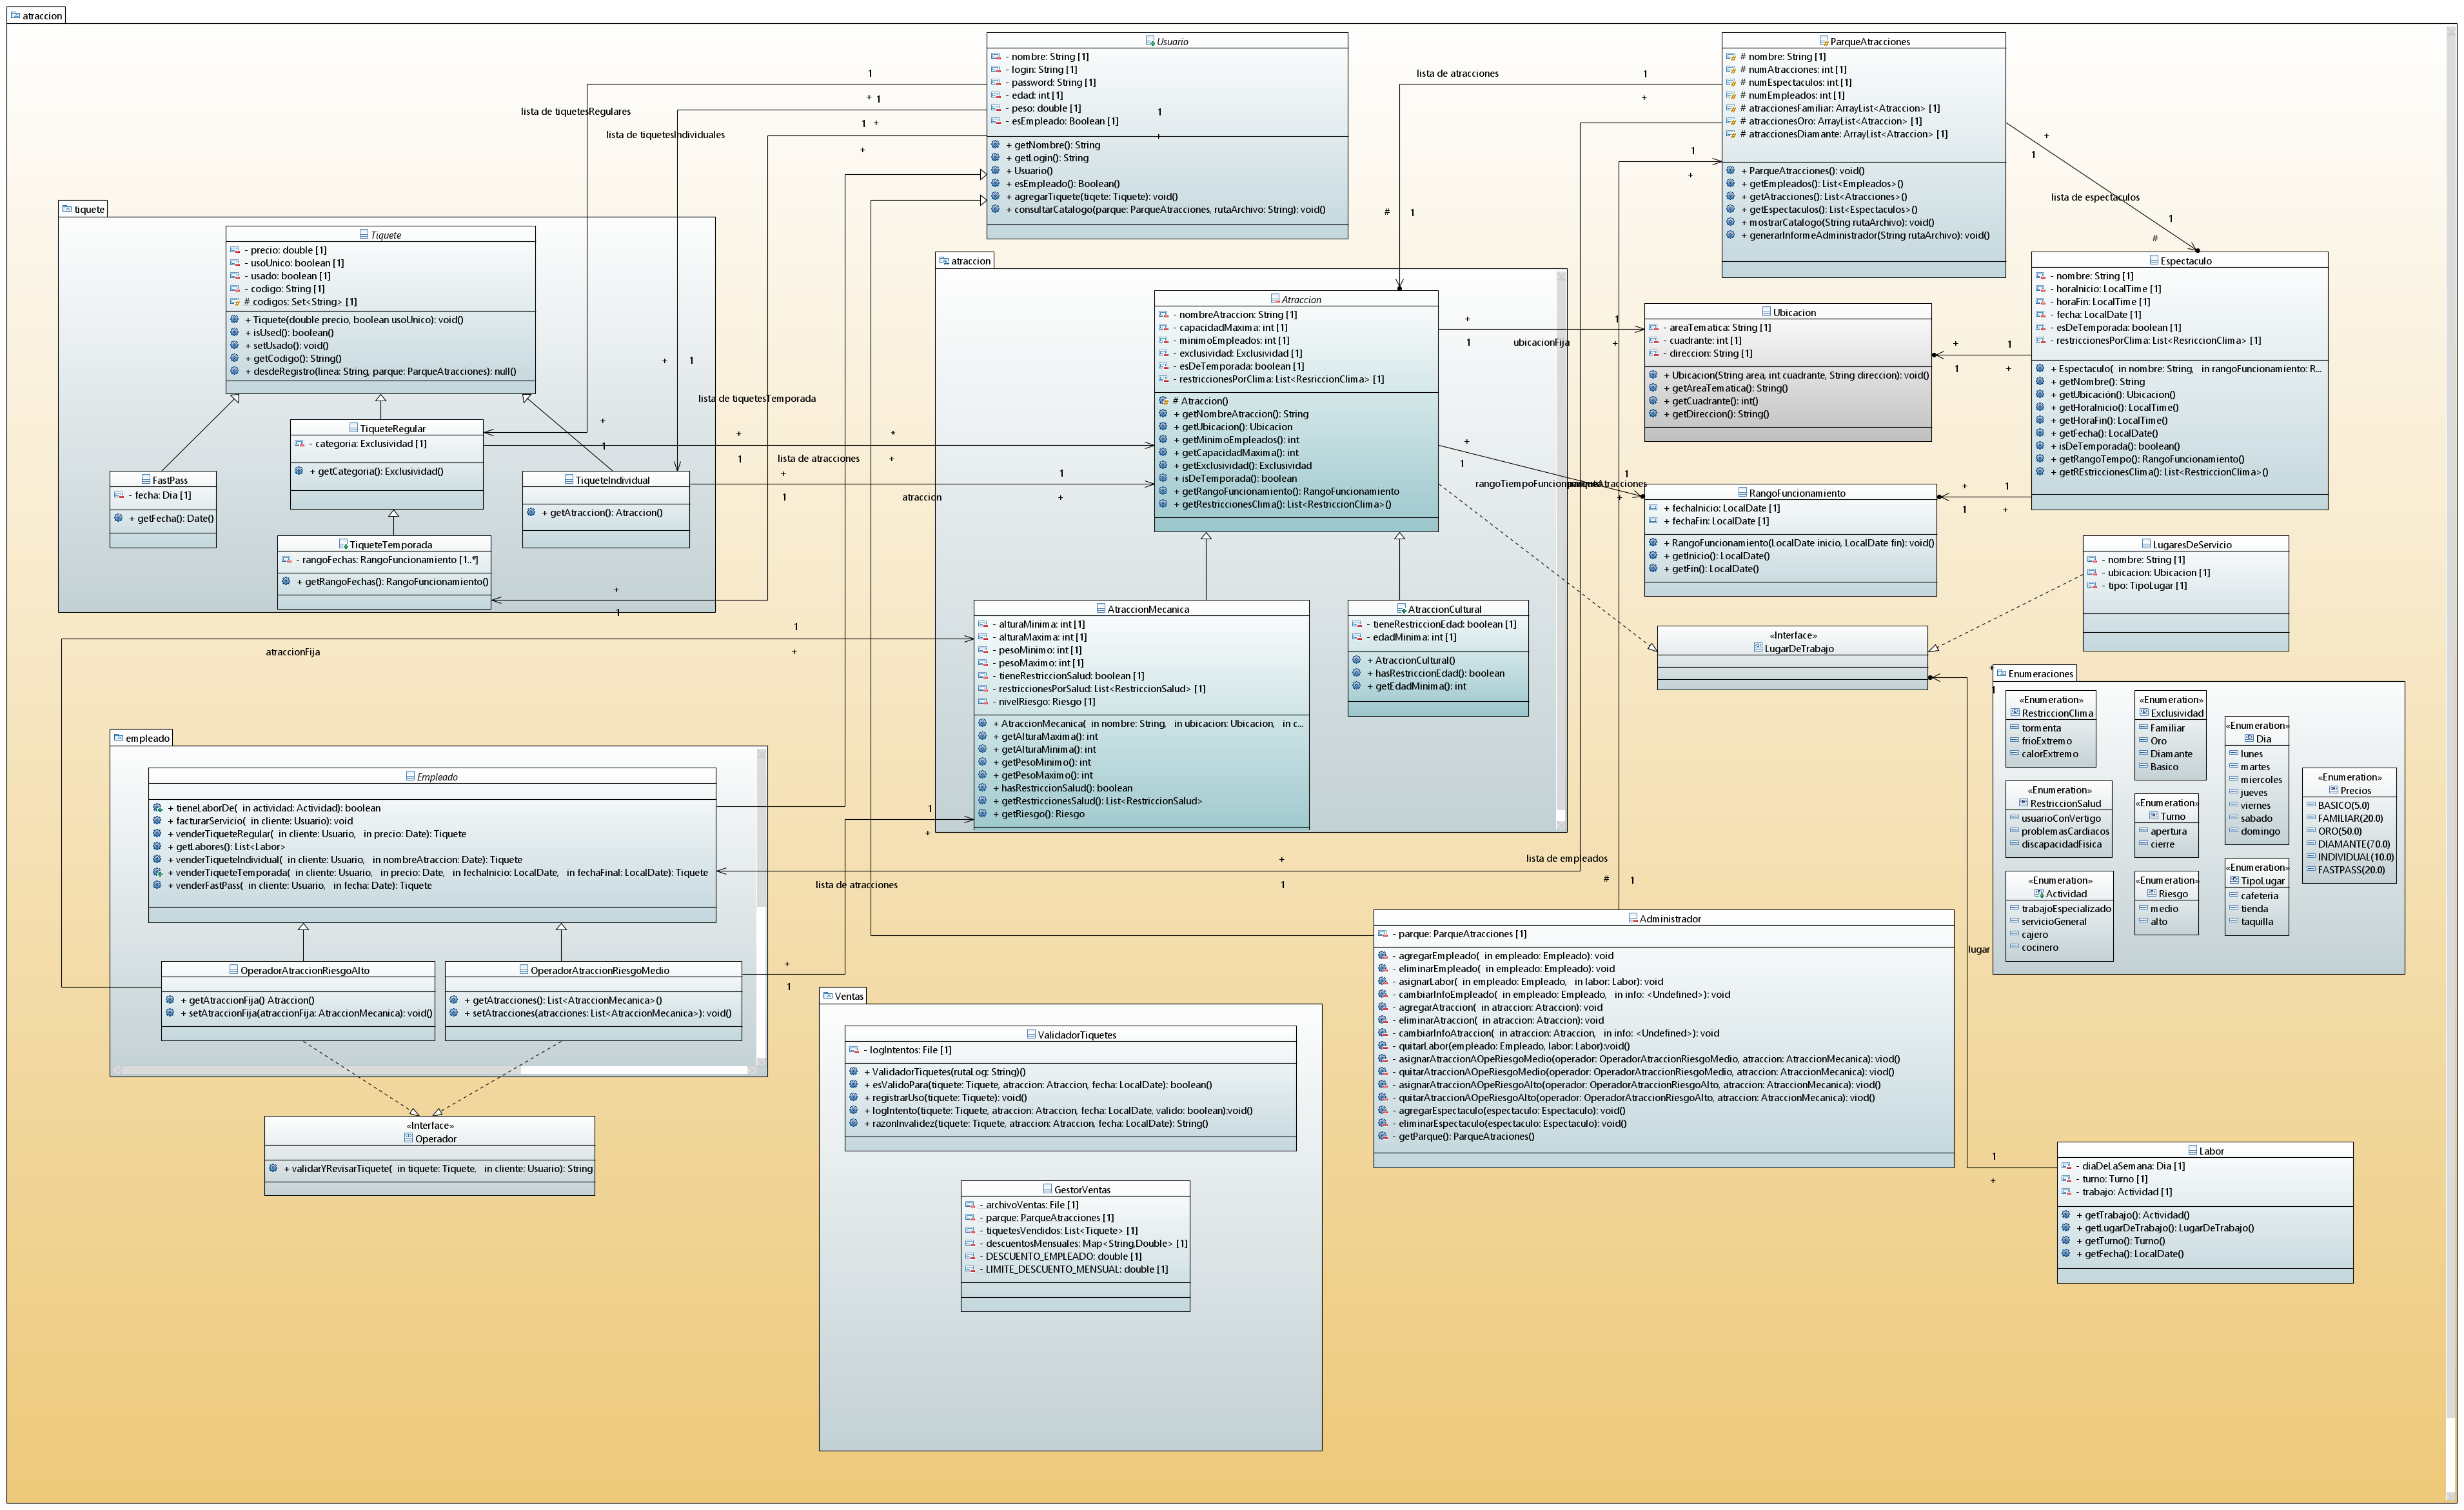 atraccion
Usuario
- nombre: String [1]
- login: String [1]
- password: String [1]
- edad: int [1]
- peso: double [1]
- esEmpleado: Boolean [1]
+ getNombre(): String
+ getLogin(): String
+ Usuario()
+ esEmpleado(): Boolean()
+ agregarTiquete(tiqete: Tiquete): void()
+ consultarCatalogo(parque: ParqueAtracciones, rutaArchivo: String): void()
ParqueAtracciones
# nombre: String [1]
# numAtracciones: int [1]
# numEspectaculos: int [1]
# numEmpleados: int [1]
# atraccionesFamiliar: ArrayList<Atraccion> [1]
# atraccionesOro: ArrayList<Atraccion> [1]
# atraccionesDiamante: ArrayList<Atraccion> [1]
+ ParqueAtracciones(): void()
+ getEmpleados(): List<Empleados>()
+ getAtracciones(): List<Atracciones>()
+ getEspectaculos(): List<Espectaculos>()
+ mostrarCatalogo(String rutaArchivo): void()
+ generarInformeAdministrador(String rutaArchivo): void()
lista de tiquetesRegulares
lista de tiquetesIndividuales
lista de atracciones
lista de espectaculos
tiquete
Tiquete
- precio: double [1]
- usoUnico: boolean [1]
- usado: boolean [1]
- codigo: String [1]
# codigos: Set<String> [1]
+ Tiquete(double precio, boolean usoUnico): void()
+ isUsed(): boolean()
+ setUsado(): void()
+ getCodigo(): String()
+ desdeRegistro(linea: String, parque: ParqueAtracciones): null()
TiqueteRegular
- categoria: Exclusividad [1]
+ getCategoria(): Exclusividad()
FastPass
- fecha: Dia [1]
+ getFecha(): Date()
TiqueteIndividual
+ getAtraccion(): Atraccion()
TiqueteTemporada
- rangoFechas: RangoFuncionamiento [1..*]
+ getRangoFechas(): RangoFuncionamiento()
lista de tiquetesTemporada
lista de atracciones
atraccion
atraccion
Atraccion
- nombreAtraccion: String [1]
- capacidadMaxima: int [1]
- minimoEmpleados: int [1]
- exclusividad: Exclusividad [1]
- esDeTemporada: boolean [1]
- restriccionesPorClima: List<ResriccionClima> [1]
# Atraccion()
+ getNombreAtraccion(): String
+ getUbicacion(): Ubicacion
+ getMinimoEmpleados(): int
+ getCapacidadMaxima(): int
+ getExclusividad(): Exclusividad
+ isDeTemporada(): boolean
+ getRangoFuncionamiento(): RangoFuncionamiento
+ getRestriccionesClima(): List<RestriccionClima>()
AtraccionMecanica
- alturaMinima: int [1]
- alturaMaxima: int [1]
- pesoMinimo: int [1]
- pesoMaximo: int [1]
- tieneRestriccionSalud: boolean [1]
- restriccionesPorSalud: List<RestriccionSalud> [1]
- nivelRiesgo: Riesgo [1]
+ AtraccionMecanica( in nombre: String, in ubicacion: Ubicacion, in c...
+ getAlturaMaxima(): int
+ getAlturaMinima(): int
+ getPesoMinimo(): int
+ getPesoMaximo(): int
+ hasRestriccionSalud(): boolean
+ getRestriccionesSalud(): List<RestriccionSalud>
+ getRiesgo(): Riesgo
AtraccionCultural
- tieneRestriccionEdad: boolean [1]
- edadMinima: int [1]
+ AtraccionCultural()
+ hasRestriccionEdad(): boolean
+ getEdadMinima(): int
ubicacionFija
Ubicacion
- areaTematica: String [1]
- cuadrante: int [1]
- direccion: String [1]
+ Ubicacion(String area, int cuadrante, String direccion): void()
+ getAreaTematica(): String()
+ getCuadrante(): int()
+ getDireccion(): String()
Espectaculo
- nombre: String [1]
- horaInicio: LocalTime [1]
- horaFin: LocalTime [1]
- fecha: LocalDate [1]
- esDeTemporada: boolean [1]
- restriccionesPorClima: List<ResriccionClima> [1]
+ Espectaculo( in nombre: String, in rangoFuncionamiento: R...
+ getNombre(): String
+ getUbicación(): Ubicacion()
+ getHoraInicio(): LocalTime()
+ getHoraFin(): LocalTime()
+ getFecha(): LocalDate()
+ isDeTemporada(): boolean()
+ getRangoTempo(): RangoFuncionamiento()
+ getREstriccionesClima(): List<RestriccionClima>()
RangoFuncionamiento
+ fechaInicio: LocalDate [1]
+ fechaFin: LocalDate [1]
+ RangoFuncionamiento(LocalDate inicio, LocalDate fin): void()
+ getInicio(): LocalDate()
+ getFin(): LocalDate()
LugaresDeServicio
- nombre: String [1]
- ubicacion: Ubicacion [1]
- tipo: TipoLugar [1]
«Interface»
LugarDeTrabajo
atraccionFija
empleado
Empleado
+ tieneLaborDe( in actividad: Actividad): boolean
+ facturarServicio( in cliente: Usuario): void
+ venderTiqueteRegular( in cliente: Usuario, in precio: Date): Tiquete
+ getLabores(): List<Labor>
+ venderTiqueteIndividual( in cliente: Usuario, in nombreAtraccion: Date): Tiquete
+ venderTiqueteTemporada( in cliente: Usuario, in precio: Date, in fechaInicio: LocalDate, in fechaFinal: LocalDate): Tiquete
+ venderFastPass( in cliente: Usuario, in fecha: Date): Tiquete
OperadorAtraccionRiesgoAlto
+ getAtraccionFija() Atraccion()
+ setAtraccionFija(atraccionFija: AtraccionMecanica): void()
OperadorAtraccionRiesgoMedio
+ getAtracciones(): List<AtraccionMecanica>()
+ setAtracciones(atracciones: List<AtraccionMecanica>): void()
«Interface»
Operador
+ validarYRevisarTiquete( in tiquete: Tiquete, in cliente: Usuario): String
lista de atracciones
lista de empleados
Enumeraciones
«Enumeration»
RestriccionClima
tormenta
frioExtremo
calorExtremo
«Enumeration»
Exclusividad
Familiar
Oro
Diamante
Basico
«Enumeration»
Dia
lunes
martes
miercoles
jueves
viernes
sabado
domingo
«Enumeration»
Precios
BASICO(5.0)
FAMILIAR(20.0)
ORO(50.0)
DIAMANTE(70.0)
INDIVIDUAL(10.0)
FASTPASS(20.0)
«Enumeration»
RestriccionSalud
usuarioConVertigo
problemasCardiacos
discapacidadFisica
«Enumeration»
Turno
apertura
cierre
«Enumeration»
Actividad
trabajoEspecializado
servicioGeneral
cajero
cocinero
«Enumeration»
Riesgo
medio
alto
«Enumeration»
TipoLugar
cafeteria
tienda
taquilla
Administrador
- parque: ParqueAtracciones [1]
- agregarEmpleado( in empleado: Empleado): void
- eliminarEmpleado( in empleado: Empleado): void
- asignarLabor( in empleado: Empleado, in labor: Labor): void
- cambiarInfoEmpleado( in empleado: Empleado, in info: <Undefined>): void
- agregarAtraccion( in atraccion: Atraccion): void
- eliminarAtraccion( in atraccion: Atraccion): void
- cambiarInfoAtraccion( in atraccion: Atraccion, in info: <Undefined>): void
- quitarLabor(empleado: Empleado, labor: Labor):void()
- asignarAtraccionAOpeRiesgoMedio(operador: OperadorAtraccionRiesgoMedio, atraccion: AtraccionMecanica): viod()
- quitarAtraccionAOpeRiesgoMedio(operador: OperadorAtraccionRiesgoMedio, atraccion: AtraccionMecanica): viod()
- asignarAtraccionAOpeRiesgoAlto(operador: OperadorAtraccionRiesgoAlto, atraccion: AtraccionMecanica): viod()
- quitarAtraccionAOpeRiesgoAlto(operador: OperadorAtraccionRiesgoAlto, atraccion: AtraccionMecanica): viod()
- agregarEspectaculo(espectaculo: Espectaculo): void()
- eliminarEspectaculo(espectaculo: Espectaculo): void()
- getParque(): ParqueAtraciones()
lugar
Ventas
ValidadorTiquetes
- logIntentos: File [1]
+ ValidadorTiquetes(rutaLog: String)()
+ esValidoPara(tiquete: Tiquete, atraccion: Atraccion, fecha: LocalDate): boolean()
+ registrarUso(tiquete: Tiquete): void()
+ logIntento(tiquete: Tiquete, atraccion: Atraccion, fecha: LocalDate, valido: boolean):void()
+ razonInvalidez(tiquete: Tiquete, atraccion: Atraccion, fecha: LocalDate): String()
GestorVentas
- archivoVentas: File [1]
- parque: ParqueAtracciones [1]
- tiquetesVendidos: List<Tiquete> [1]
- descuentosMensuales: Map<String,Double> [1]
- DESCUENTO_EMPLEADO: double [1]
- LIMITE_DESCUENTO_MENSUAL: double [1]
Labor
- diaDeLaSemana: Dia [1]
- turno: Turno [1]
- trabajo: Actividad [1]
+ getTrabajo(): Actividad()
+ getLugarDeTrabajo(): LugarDeTrabajo()
+ getTurno(): Turno()
+ getFecha(): LocalDate()